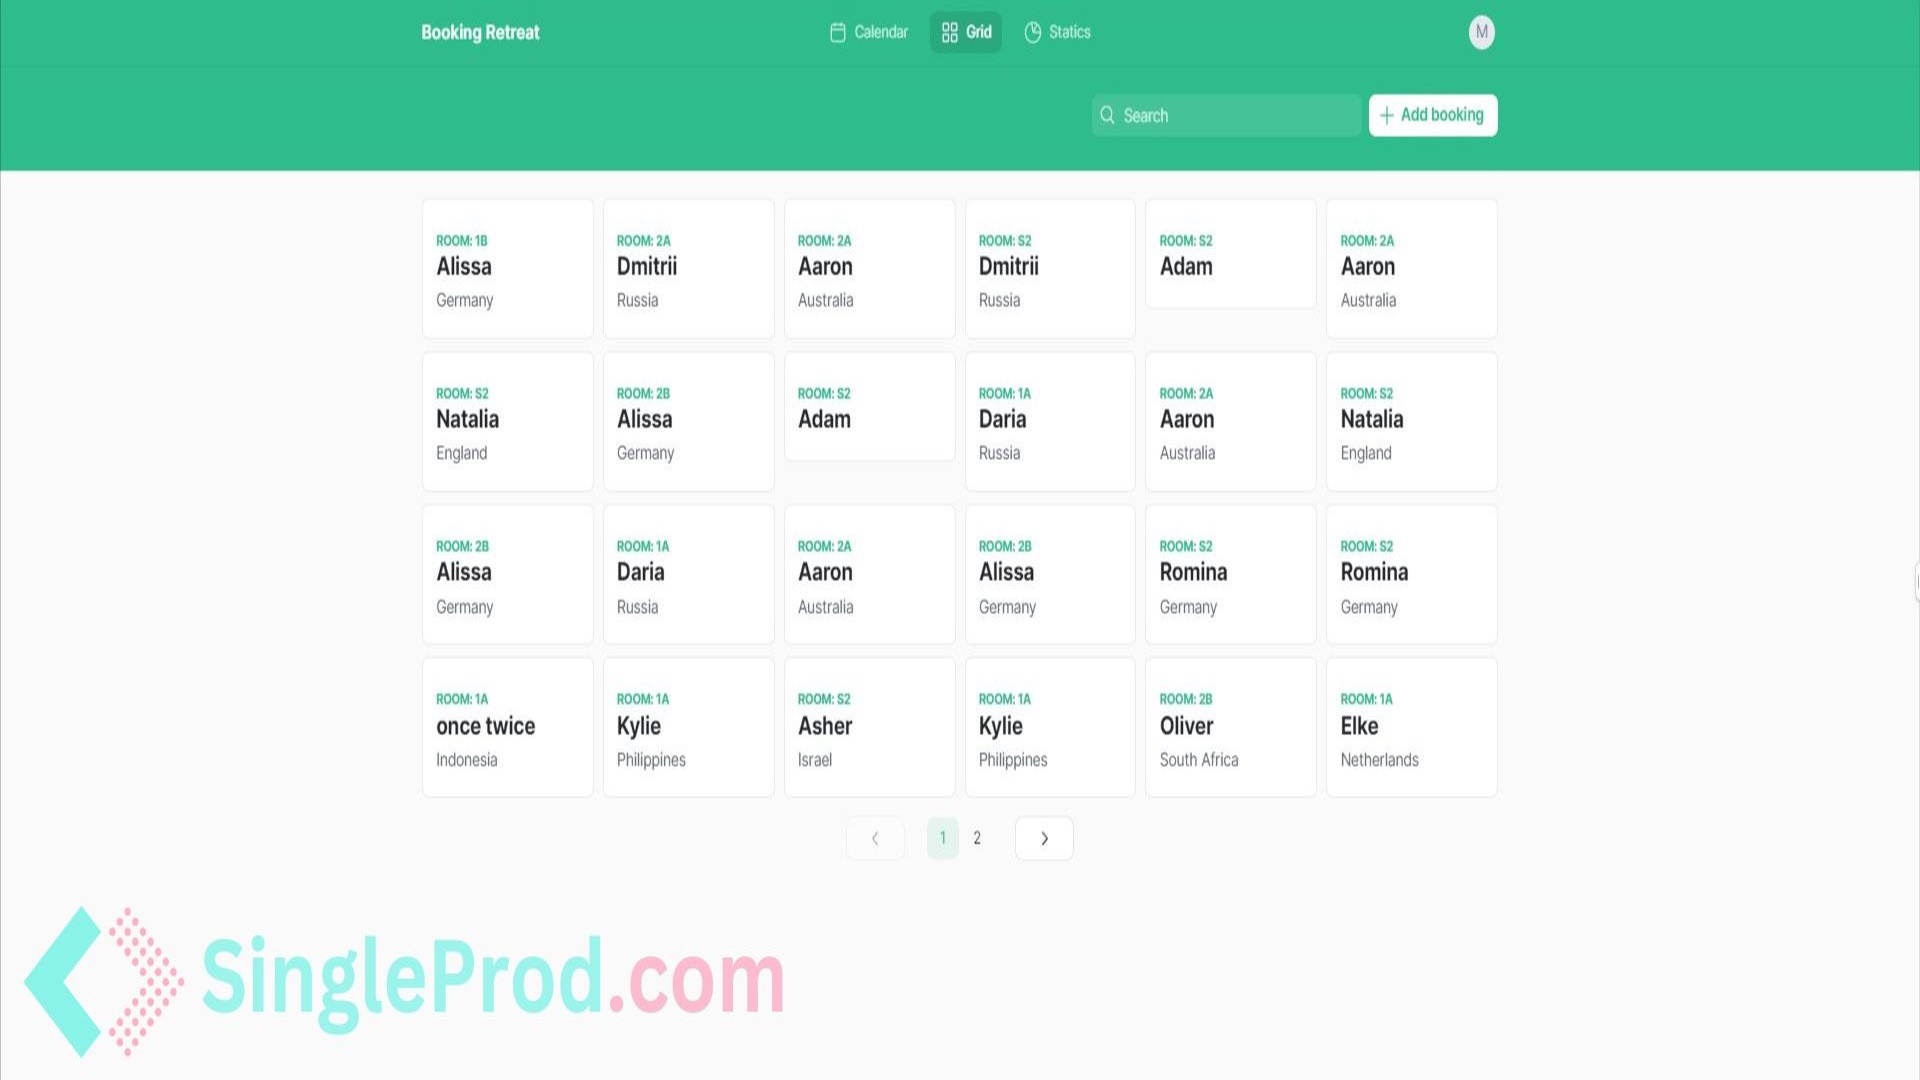 Booking Retreat
Calendar
Grid
Statics
M
Search
Add booking
ROOM: 1B
Alissa
Germany
ROOM: 2A
Dmitrii
Russia
ROOM: 2A
Aaron
Australia
ROOM: S2
Dmitrii
Russia
ROOM: S2
Adam
ROOM: 2A
Aaron
Australia
ROOM: S2
Natalia
England
ROOM: 2B
Alissa
Germany
ROOM: S2
Adam
ROOM: 1A
Daria
Russia
ROOM: 2A
Aaron
Australia
ROOM: S2
Natalia
England
ROOM: 2B
Alissa
Germany
ROOM: 1A
Daria
Russia
ROOM: 2A
Aaron
Australia
ROOM: 2B
Alissa
Germany
ROOM: S2
Romina
Germany
ROOM: S2
Romina
Germany
ROOM: 1A
once twice
Indonesia
ROOM: 1A
Kylie
Philippines
ROOM: S2
Asher
Israel
ROOM: 1A
Kylie
Philippines
ROOM: 2B
Oliver
South Africa
ROOM: 1A
Elke
Netherlands
1 2
SingleProd.com